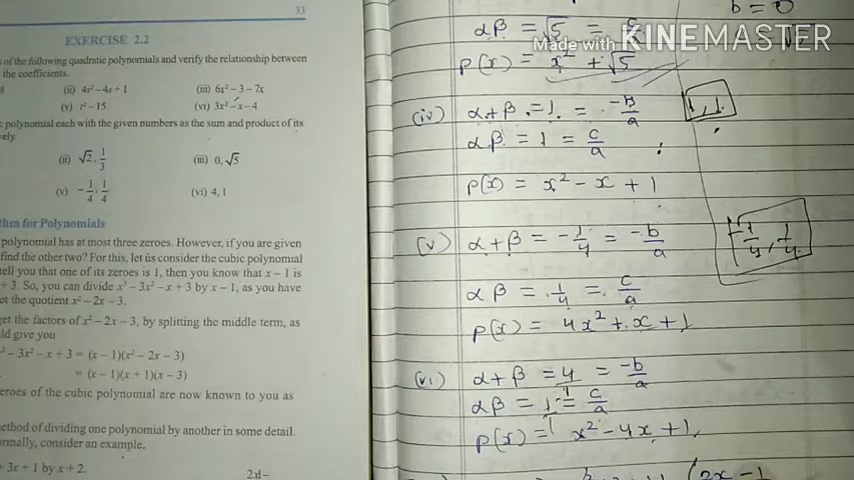 33
EXERCISE 2.2
of the following quadratic polynomials and verify the relationship between
the coefficients.
8 (ii) 4s² – 4s + 1 (iii) 6x² – 3 – 7x
(v) t² – 15 (vi) 3x² – x – 4
polynomial each with the given numbers as the sum and product of its
ely.
(ii) √2, 1/3 (iii) 0, √5
(v) –1/4, 1/4 (vi) 4, 1
thm for Polynomials
polynomial has at most three zeroes. However, if you are given
find the other two? For this, let us consider the cubic polynomial
tell you that one of its zeroes is 1, then you know that x – 1 is
+ 3. So, you can divide x³ – 3x² – x + 3 by x – 1, as you have
et the quotient x² – 2x – 3.
get the factors of x² – 2x – 3, by splitting the middle term, as
ld give you
³ – 3x² – x + 3 = (x – 1)(x² – 2x – 3)
= (x – 1)(x + 1)(x – 3)
eroes of the cubic polynomial are now known to you as
ethod of dividing one polynomial by another in some detail.
ormally, consider an example.
+ 3x + 1 by x + 2.
b = 0
αβ = √5 = c/a
Made with KINEMASTER
p(x) = x² + √5
(iv) α + β = 1 = -b/a
1, 1
αβ = 1 = c/a
p(x) = x² - x + 1
(v) α + β = -1/4 = -b/a
-1/4, 1/4
αβ = 1/4 = c/a
p(x) = 4x² + x + 1
(vi) α + β = 4 = -b/a
αβ = 1 = c/a
p(x) = x² - 4x + 1